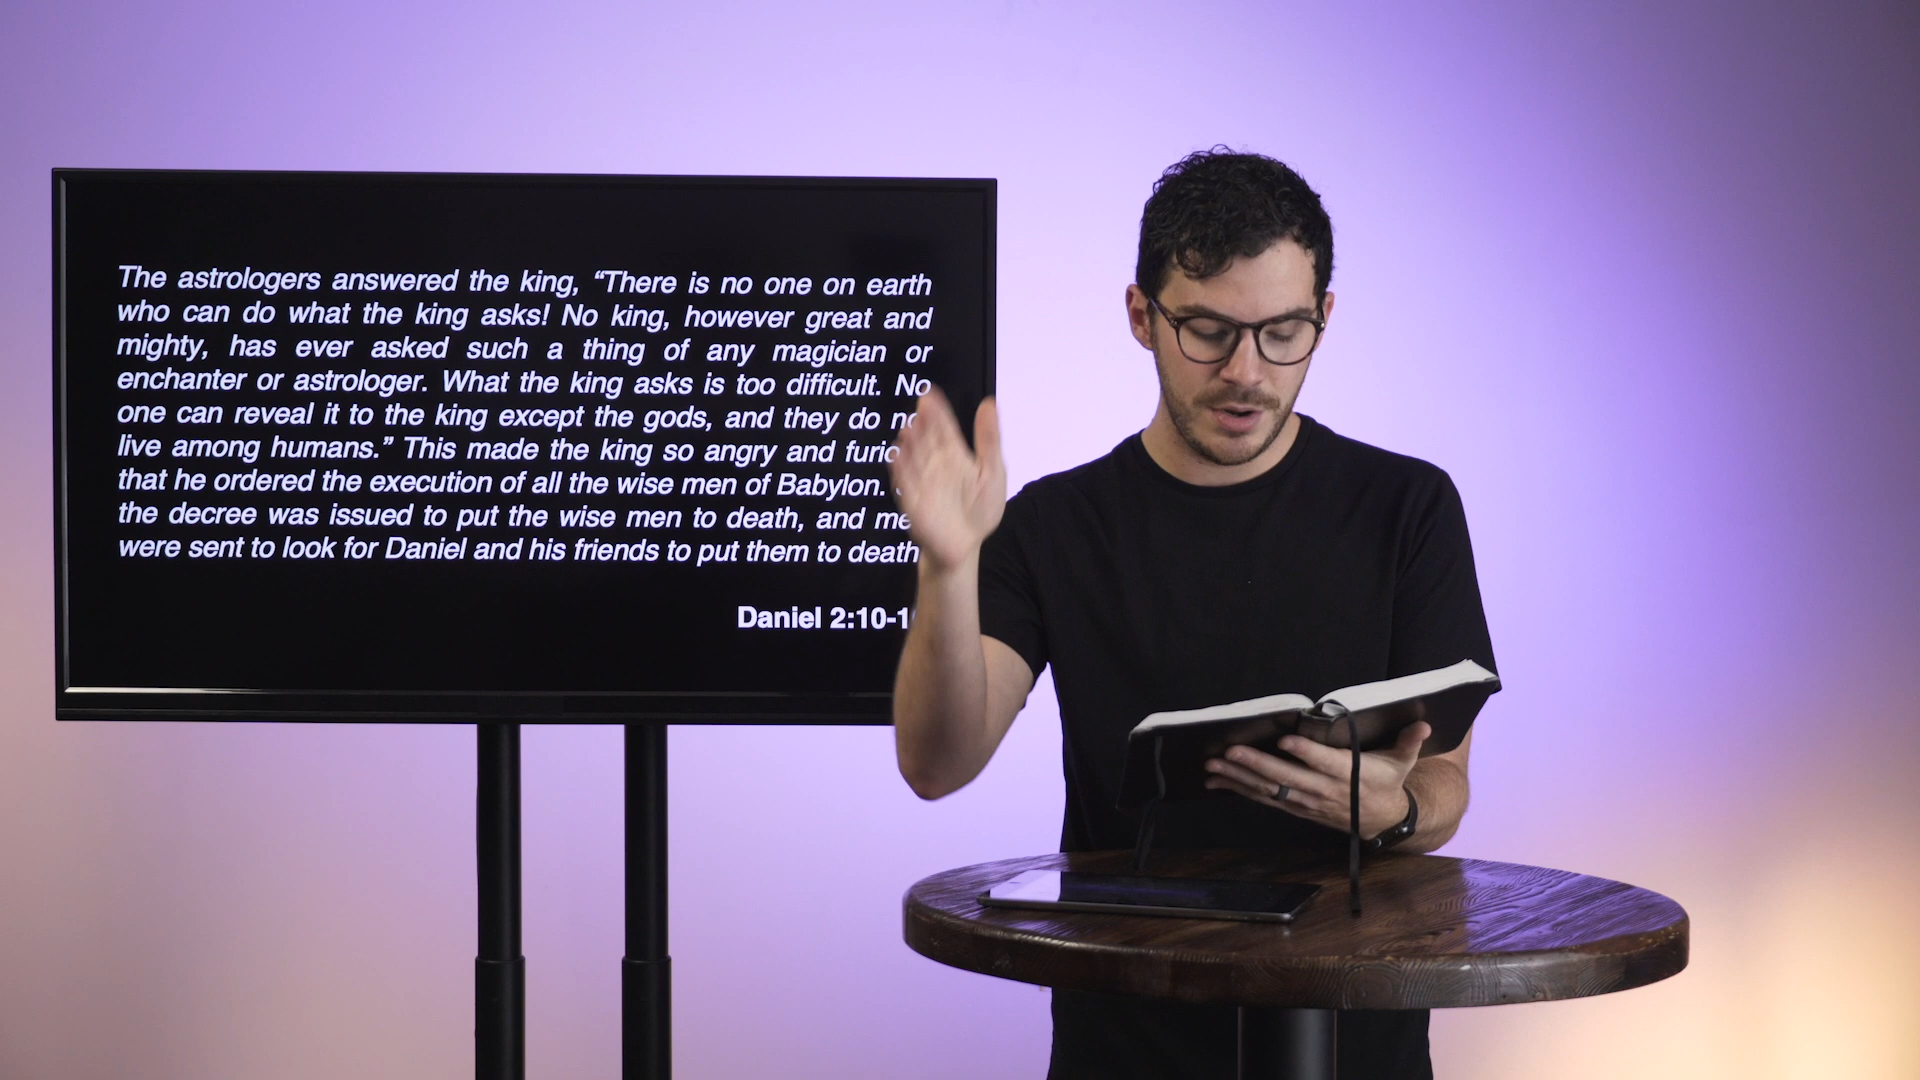 The astrologers answered the king, “There is no one on earth
who can do what the king asks! No king, however great and
mighty, has ever asked such a thing of any magician or
enchanter or astrologer. What the king asks is too difficult. No
one can reveal it to the king except the gods, and they do
live among humans.” This made the king so angry and
that he ordered the execution of all the wise men of Babylon.
the decree was issued to put the wise men to death, and
were sent to look for Daniel and his friends to put them to death
Daniel 2:10-1